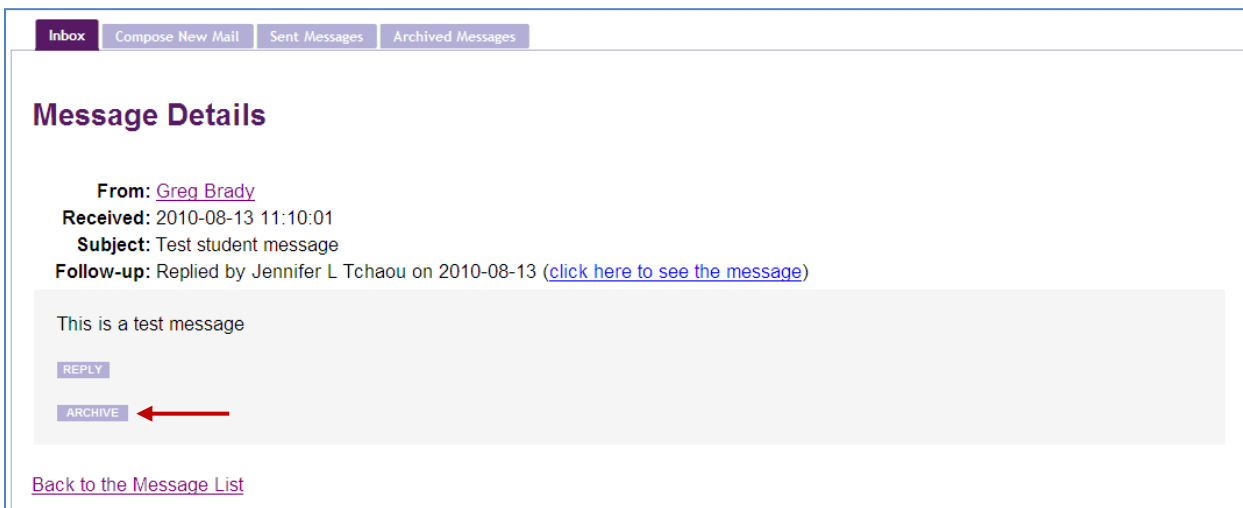 Inbox Compose New Mail Sent Messages Archived Messages
Message Details
From: Greg Brady
Received: 2010-08-13 11:10:01
Subject: Test student message
Follow-up: Replied by Jennifer L Tchaou on 2010-08-13 (click here to see the message)
This is a test message
REPLY
ARCHIVE
Back to the Message List